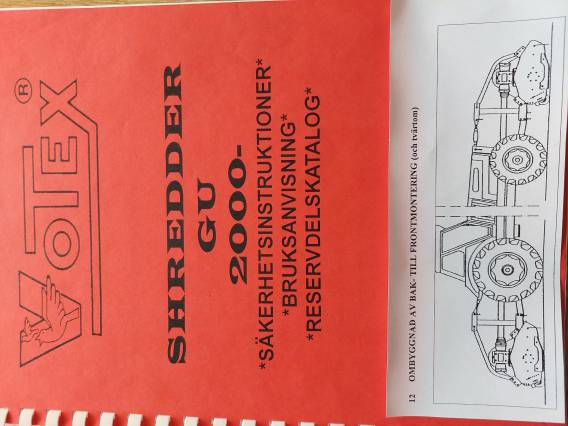 VOTEX®
SHREDDER
GU
2000-
*SÄKERHETSINSTRUKTIONER*
*BRUKSANVISNING*
*RESERVDELSKATALOG*
12 OMBYGGNAD AV BAK- TILL FRONTMONTERING (och tvärtom)